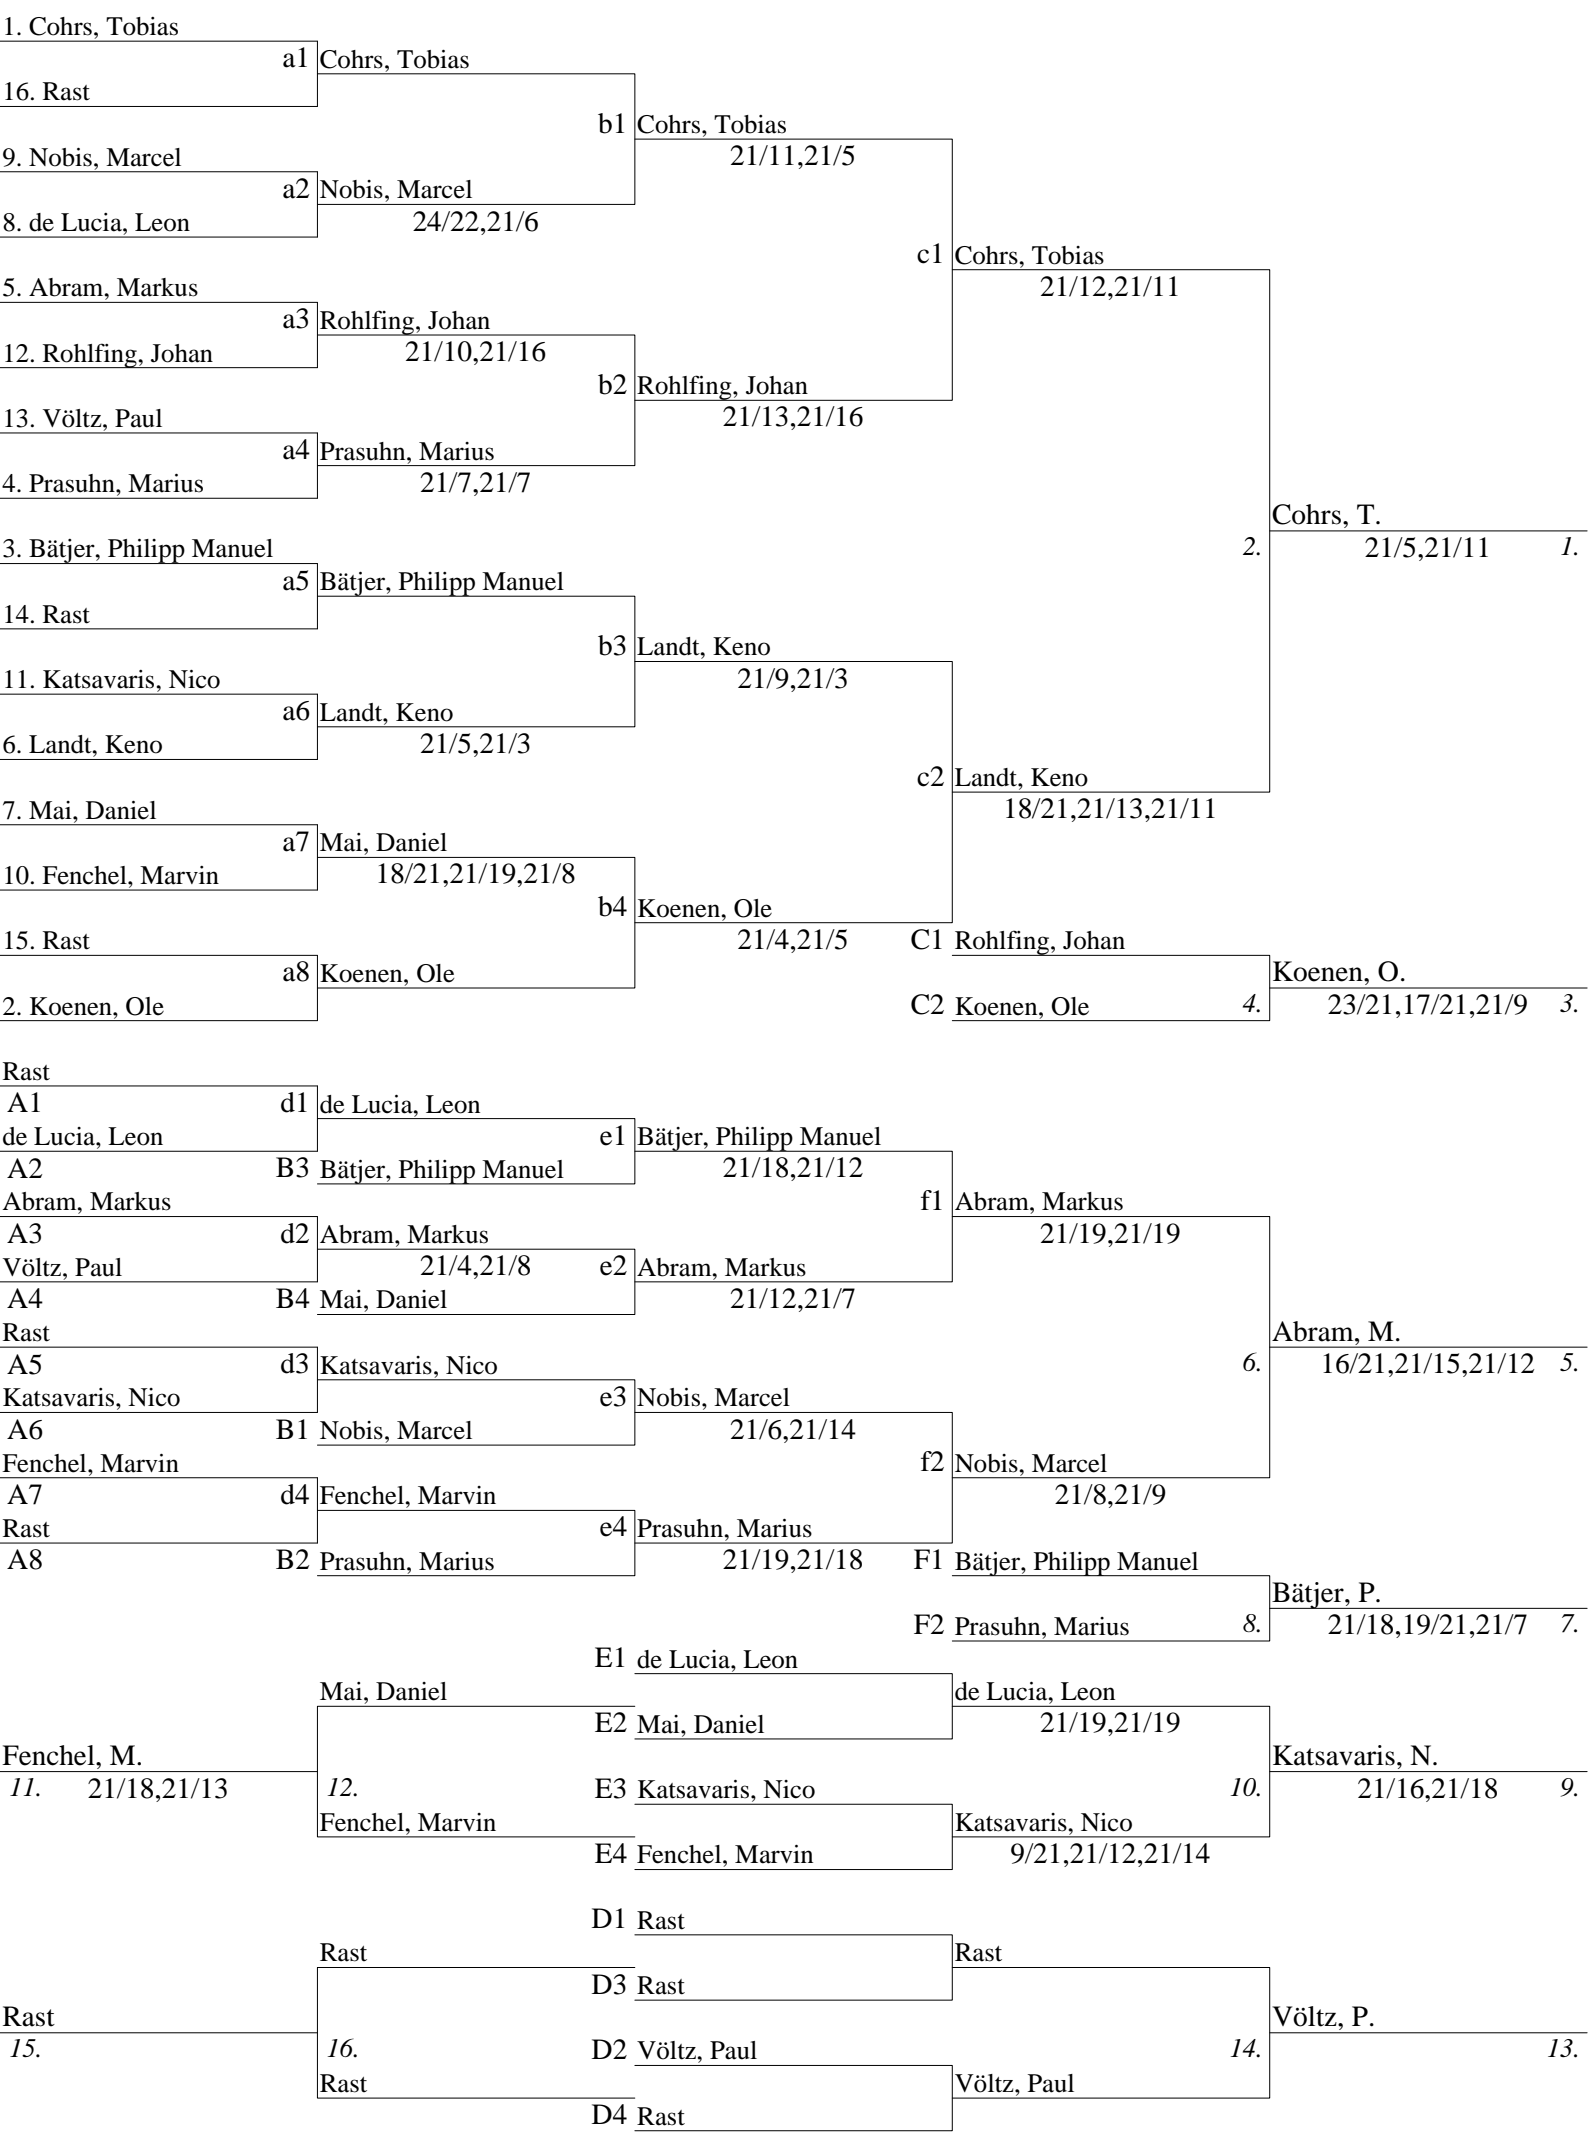 1. Cohrs, Tobias
a1 Cohrs, Tobias
16. Rast
b1 Cohrs, Tobias
21/11,21/5
9. Nobis, Marcel
a2 Nobis, Marcel
24/22,21/6
8. de Lucia, Leon
c1 Cohrs, Tobias
21/12,21/11
5. Abram, Markus
a3 Rohlfing, Johan
21/10,21/16
12. Rohlfing, Johan
b2 Rohlfing, Johan
21/13,21/16
13. Völtz, Paul
a4 Prasuhn, Marius
21/7,21/7
4. Prasuhn, Marius
Cohrs, T.
2. 21/5,21/11 1.
3. Bätjer, Philipp Manuel
a5 Bätjer, Philipp Manuel
14. Rast
b3 Landt, Keno
21/9,21/3
11. Katsavaris, Nico
a6 Landt, Keno
21/5,21/3
6. Landt, Keno
c2 Landt, Keno
18/21,21/13,21/11
7. Mai, Daniel
a7 Mai, Daniel
18/21,21/19,21/8
10. Fenchel, Marvin
b4 Koenen, Ole
21/4,21/5
15. Rast
C1 Rohlfing, Johan
a8 Koenen, Ole
Koenen, O.
2. Koenen, Ole
C2 Koenen, Ole 4. 23/21,17/21,21/9 3.
Rast
A1 d1 de Lucia, Leon
de Lucia, Leon
e1 Bätjer, Philipp Manuel
A2 B3 Bätjer, Philipp Manuel 21/18,21/12
Abram, Markus
f1 Abram, Markus
A3 d2 Abram, Markus 21/19,21/19
Völtz, Paul
21/4,21/8 e2 Abram, Markus
A4 B4 Mai, Daniel 21/12,21/7
Rast
Abram, M.
A5 d3 Katsavaris, Nico 6. 16/21,21/15,21/12 5.
Katsavaris, Nico
e3 Nobis, Marcel
A6 B1 Nobis, Marcel 21/6,21/14
Fenchel, Marvin
f2 Nobis, Marcel
A7 d4 Fenchel, Marvin 21/8,21/9
Rast
e4 Prasuhn, Marius
A8 B2 Prasuhn, Marius 21/19,21/18
F1 Bätjer, Philipp Manuel
Bätjer, P.
F2 Prasuhn, Marius 8. 21/18,19/21,21/7 7.
E1 de Lucia, Leon
Mai, Daniel
de Lucia, Leon
E2 Mai, Daniel 21/19,21/19
Fenchel, M.
Katsavaris, N.
11. 21/18,21/13 12. E3 Katsavaris, Nico 10. 21/16,21/18 9.
Fenchel, Marvin
Katsavaris, Nico
E4 Fenchel, Marvin 9/21,21/12,21/14
D1 Rast
Rast
Rast
D3 Rast
Rast
Völtz, P.
15. 16. D2 Völtz, Paul 14. 13.
Rast
Völtz, Paul
D4 Rast